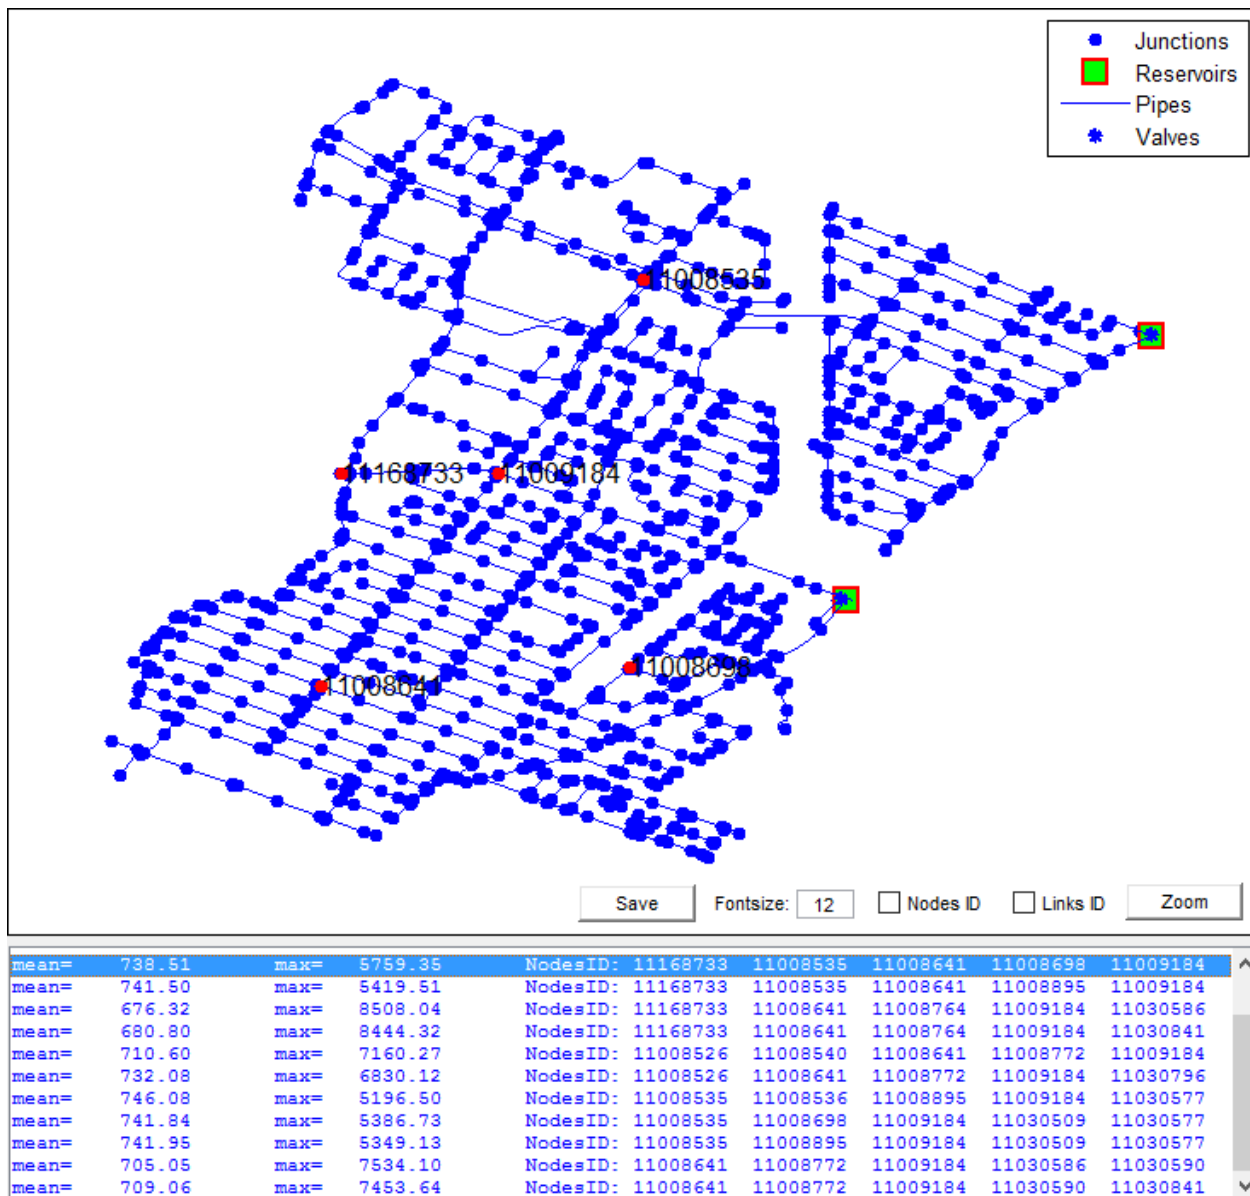 Junctions
Reservoirs
Pipes
Valves
11008535
11168733 11009184
11008698
11008641
Save Fontsize: 12 Nodes ID Links ID Zoom
mean= 738.51 max= 5759.35 NodesID: 11168733 11008535 11008641 11008698 11009184
mean= 741.50 max= 5419.51 NodesID: 11168733 11008535 11008641 11008895 11009184
mean= 676.32 max= 8508.04 NodesID: 11168733 11008641 11008764 11009184 11030586
mean= 680.80 max= 8444.32 NodesID: 11168733 11008641 11008764 11009184 11030841
mean= 710.60 max= 7160.27 NodesID: 11008526 11008540 11008641 11008772 11009184
mean= 732.08 max= 6830.12 NodesID: 11008526 11008641 11008772 11009184 11030796
mean= 746.08 max= 5196.50 NodesID: 11008535 11008536 11008895 11009184 11030577
mean= 741.84 max= 5386.73 NodesID: 11008535 11008698 11009184 11030509 11030577
mean= 741.95 max= 5349.13 NodesID: 11008535 11008895 11009184 11030509 11030577
mean= 705.05 max= 7534.10 NodesID: 11008641 11008772 11009184 11030586 11030590
mean= 709.06 max= 7453.64 NodesID: 11008641 11008772 11009184 11030590 11030841